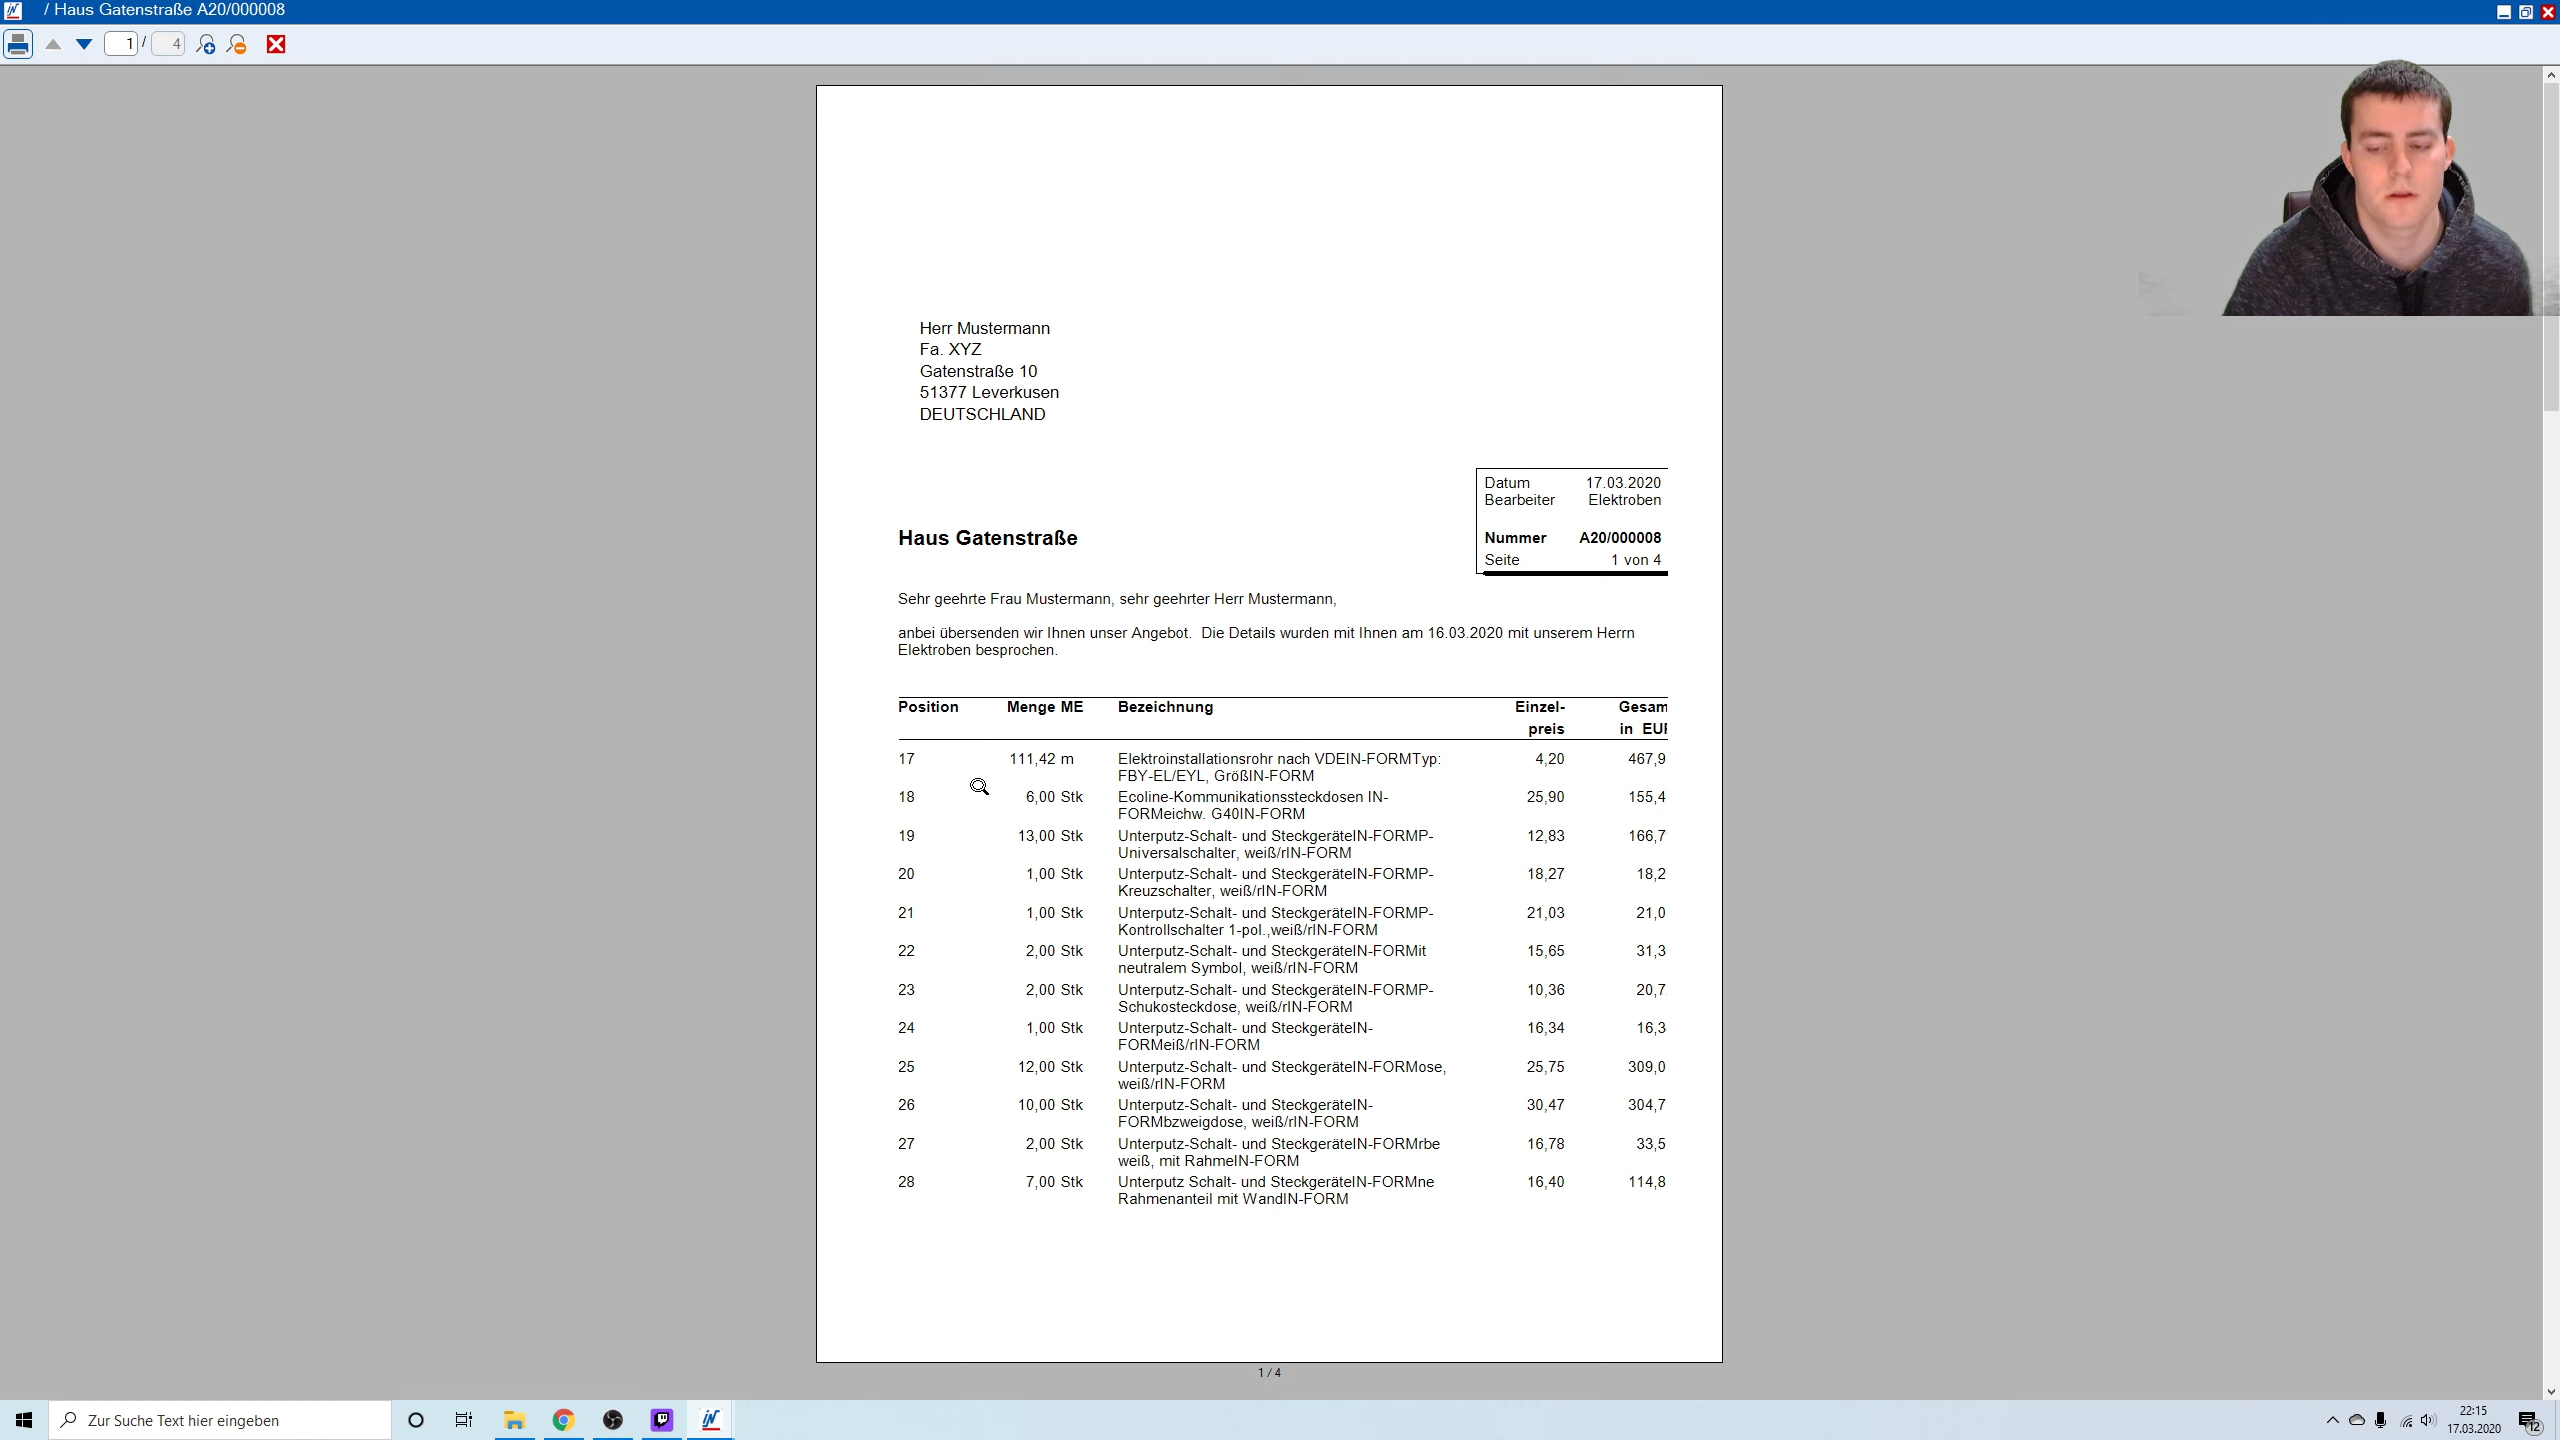 / Haus Gatenstraße A20/000008
1 / 4
Herr Mustermann
Fa. XYZ
Gatenstraße 10
51377 Leverkusen
DEUTSCHLAND
Datum 17.03.2020
Bearbeiter Elektroben
Haus Gatenstraße
Nummer A20/000008
Seite 1 von 4
Sehr geehrte Frau Mustermann, sehr geehrter Herr Mustermann,
anbei übersenden wir Ihnen unser Angebot. Die Details wurden mit Ihnen am 16.03.2020 mit unserem Herrn
Elektroben besprochen.
Position Menge ME Bezeichnung Einzel- Gesam
preis in EUR
17 111,42 m Elektroinstallationsrohr nach VDEIN-FORMTyp: 4,20 467,9
FBY-EL/EYL, GrößIN-FORM
18 6,00 Stk Ecoline-Kommunikationssteckdosen IN- 25,90 155,4
FORMeichw. G40IN-FORM
19 13,00 Stk Unterputz-Schalt- und SteckgeräteIN-FORMP- 12,83 166,7
Universalschalter, weiß/rIN-FORM
20 1,00 Stk Unterputz-Schalt- und SteckgeräteIN-FORMP- 18,27 18,2
Kreuzschalter, weiß/rIN-FORM
21 1,00 Stk Unterputz-Schalt- und SteckgeräteIN-FORMP- 21,03 21,0
Kontrollschalter 1-pol.,weiß/rIN-FORM
22 2,00 Stk Unterputz-Schalt- und SteckgeräteIN-FORMit 15,65 31,3
neutralem Symbol, weiß/rIN-FORM
23 2,00 Stk Unterputz-Schalt- und SteckgeräteIN-FORMP- 10,36 20,7
Schukosteckdose, weiß/rIN-FORM
24 1,00 Stk Unterputz-Schalt- und SteckgeräteIN- 16,34 16,3
FORMeiß/rIN-FORM
25 12,00 Stk Unterputz-Schalt- und SteckgeräteIN-FORMose, 25,75 309,0
weiß/rIN-FORM
26 10,00 Stk Unterputz-Schalt- und SteckgeräteIN- 30,47 304,7
FORMbzweigdose, weiß/rIN-FORM
27 2,00 Stk Unterputz-Schalt- und SteckgeräteIN-FORMrbe 16,78 33,5
weiß, mit RahmeIN-FORM
28 7,00 Stk Unterputz Schalt- und SteckgeräteIN-FORMne 16,40 114,8
Rahmenanteil mit WandIN-FORM
1 / 4
Zur Suche Text hier eingeben
22:15
17.03.2020
12